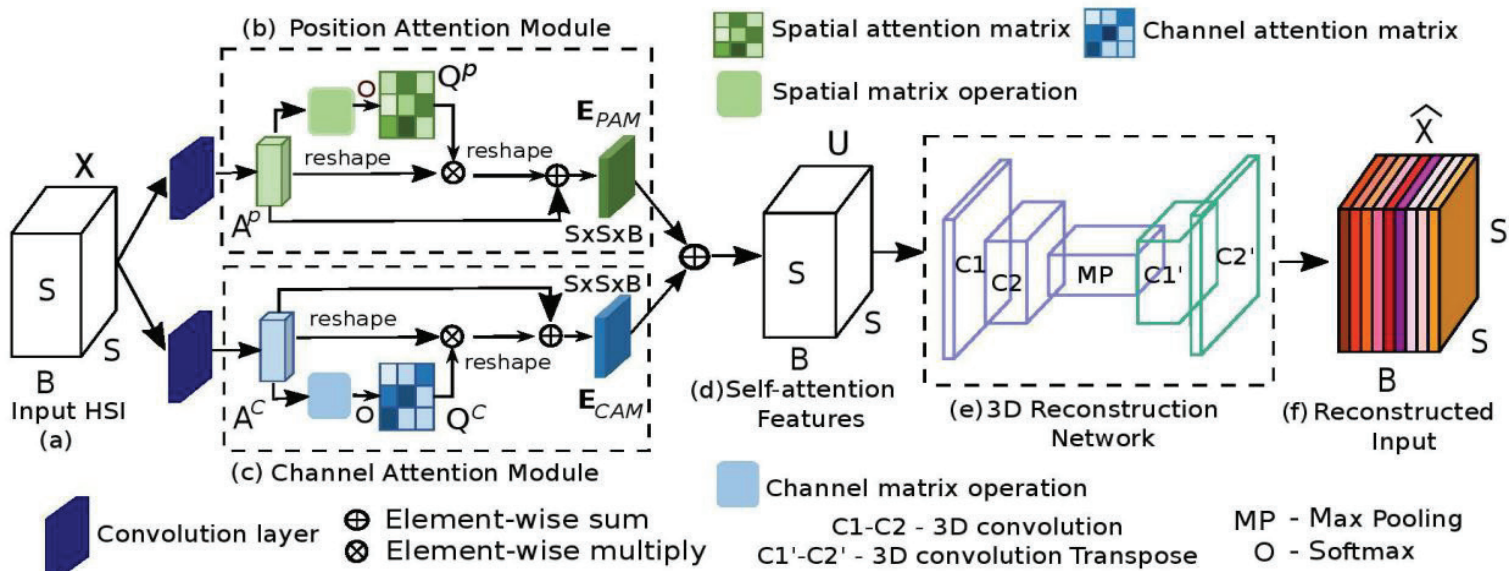 (b) Position Attention Module
Spatial attention matrix
Channel attention matrix
Spatial matrix operation
X
S
S
B
Input HSI
(a)
O
Q^p
reshape
reshape
A^p
E_PAM
SxSxB
SxSxB
reshape
reshape
A^C
O
Q^C
E_CAM
(c) Channel Attention Module
U
S
S
B
(d) Self-attention
Features
C1
C2
MP
C1'
C2'
(e) 3D Reconstruction
Network
X̂
S
S
B
(f) Reconstructed
Input
Convolution layer
Element-wise sum
Element-wise multiply
Channel matrix operation
C1-C2 - 3D convolution
C1'-C2' - 3D convolution Transpose
MP - Max Pooling
O - Softmax